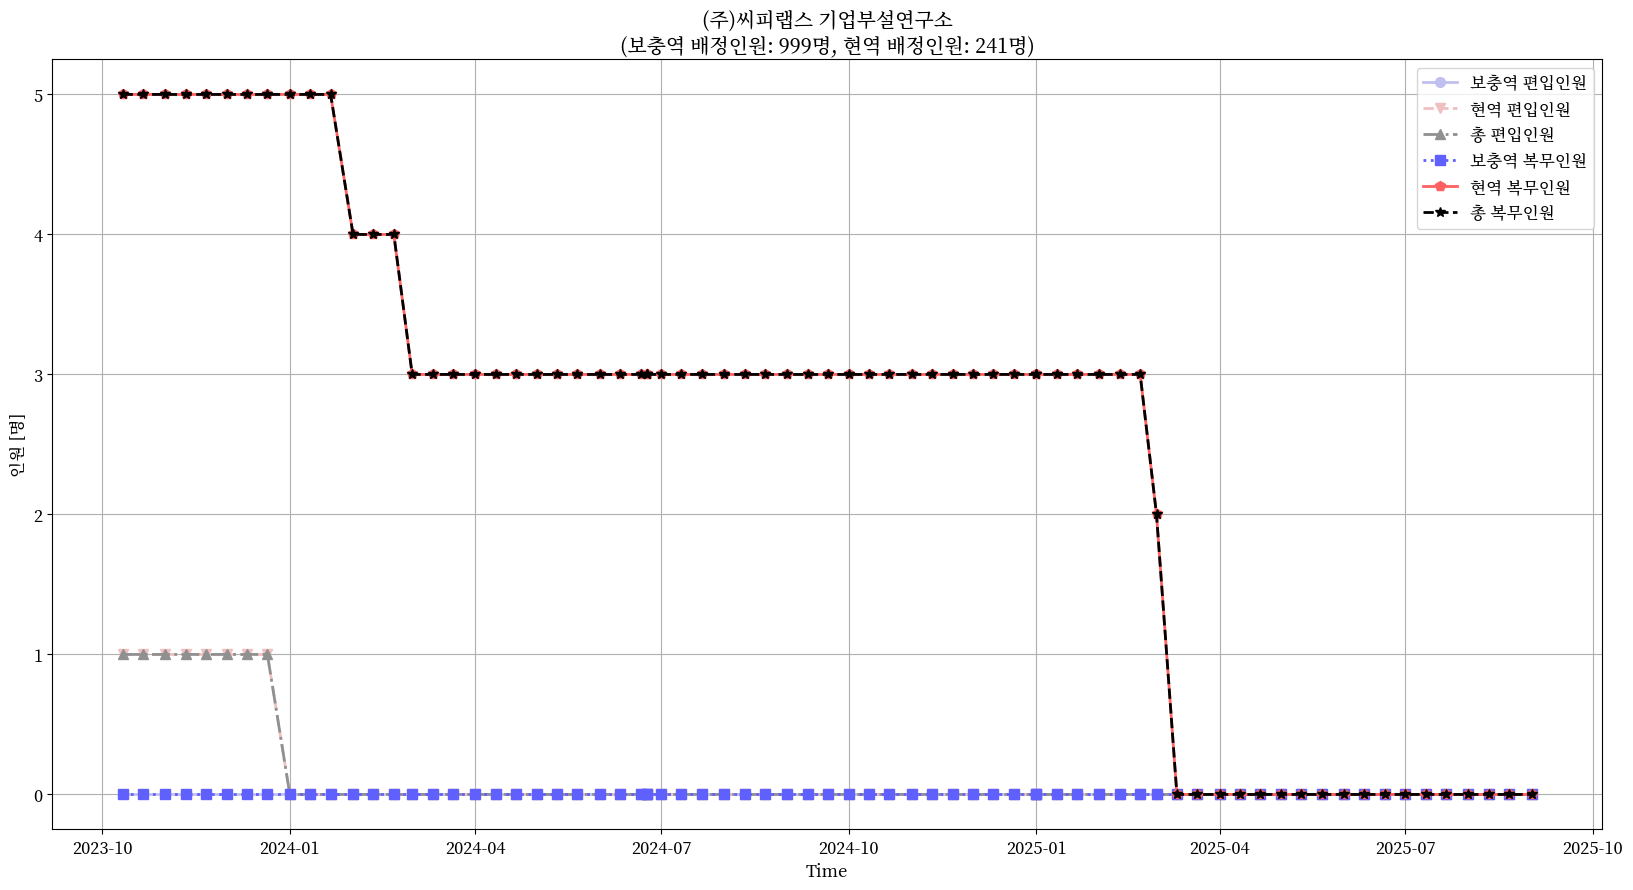 (주)씨피랩스 기업부설연구소
(보충역 배정인원: 999명, 현역 배정인원: 241명)
보충역 편입인원
현역 편입인원
총 편입인원
보충역 복무인원
현역 복무인원
총 복무인원
인원 [명]
5
4
3
2
1
0
2023-10
2024-01
2024-04
2024-07
2024-10
2025-01
2025-04
2025-07
2025-10
Time